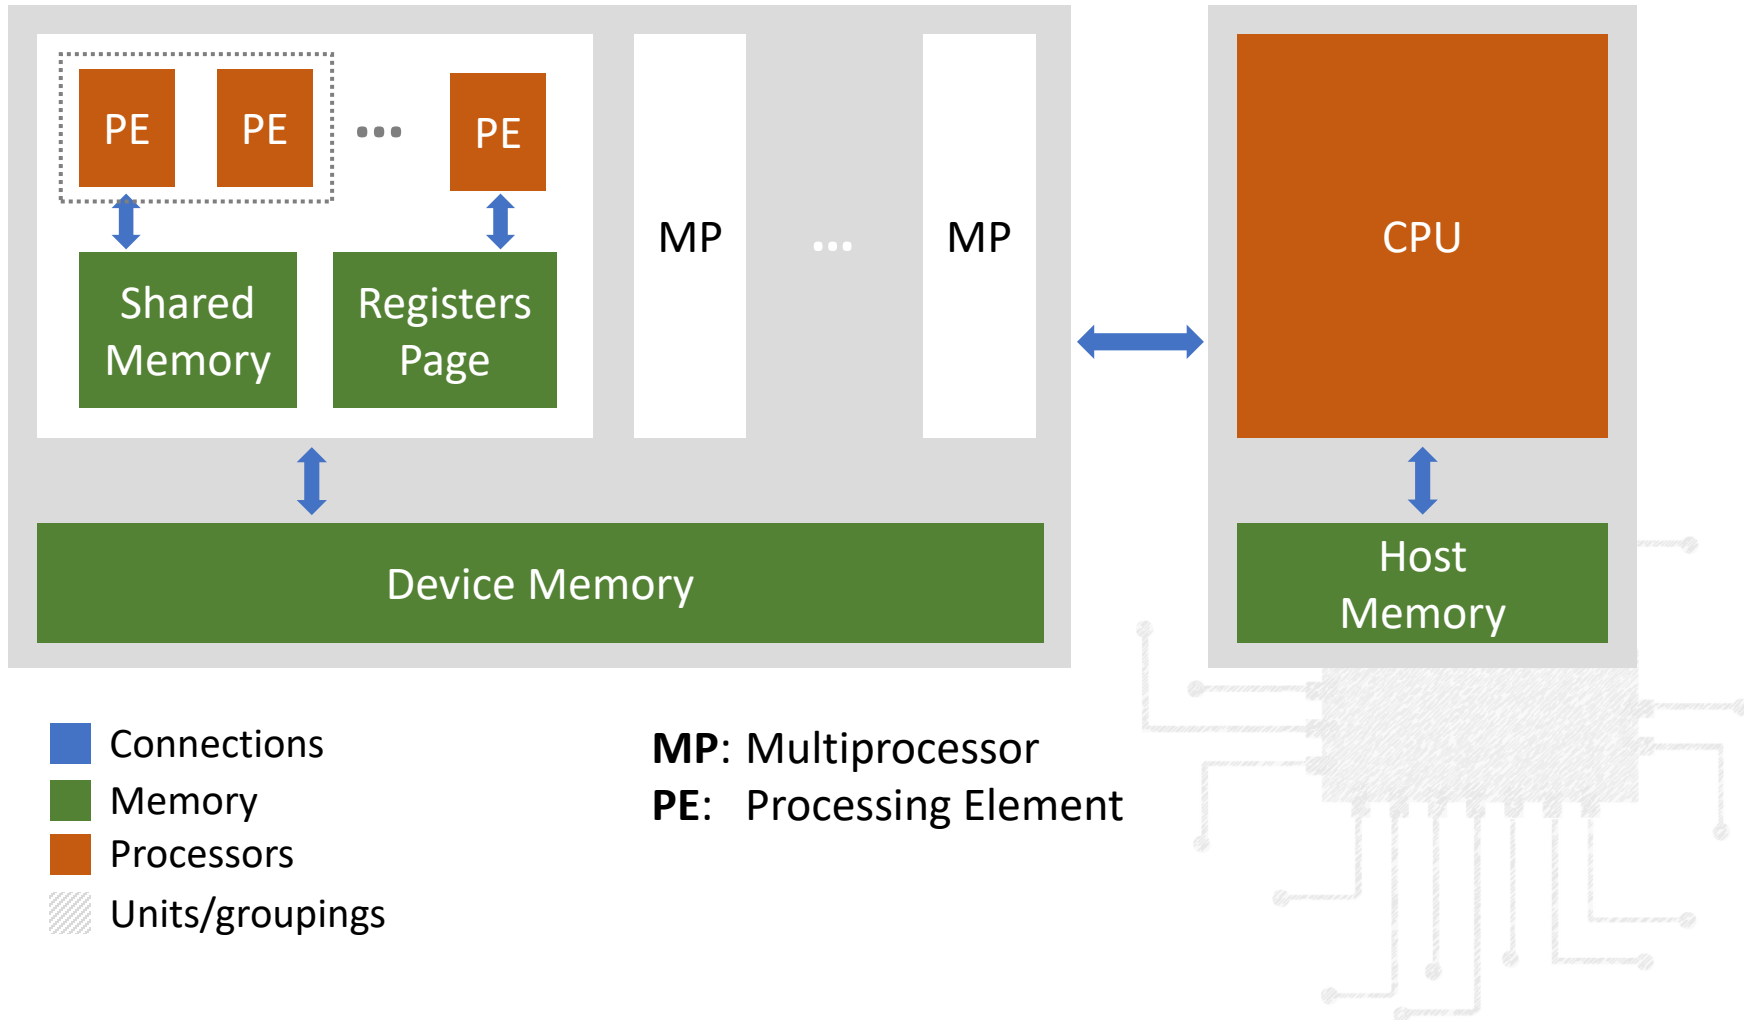 PE
PE
...
PE
Shared
Memory
Registers
Page
MP
...
MP
CPU
Device Memory
Host
Memory
Connections
Memory
Processors
Units/groupings
MP: Multiprocessor
PE: Processing Element